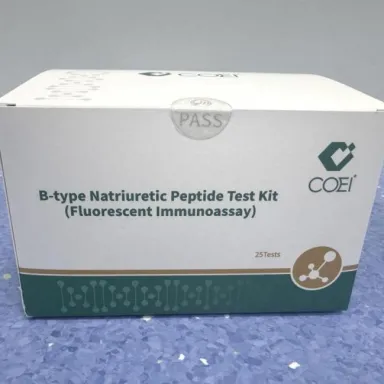 COEI
PASS
COEI
B-type Natriuretic Peptide Test Kit
(Fluorescent Immunoassay)
25Tests